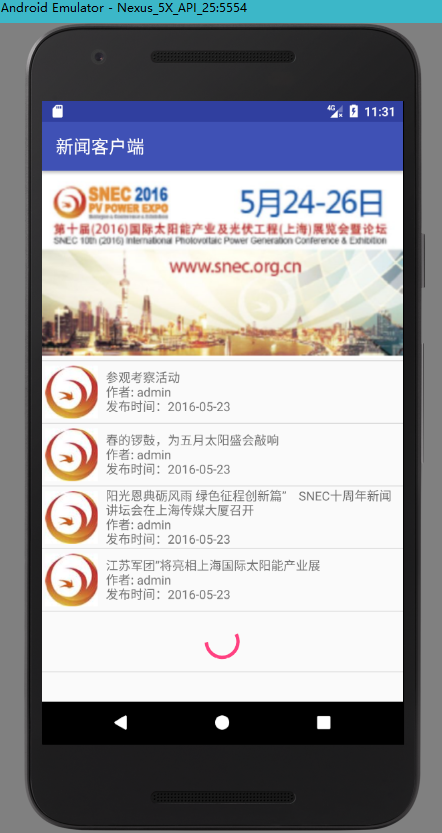 Android Emulator - Nexus_5X_API_25:5554
4G
11:31
新闻客户端
SNEC 2016
PV POWER EXPO
5月24-26日
第十届(2016)国际太阳能产业及光伏工程(上海)展览会暨论坛
SNEC 10th (2016) International Photovoltaic Power Generation Conference & Exhibition
www.snec.org.cn
参观考察活动
作者: admin
发布时间：2016-05-23
春的锣鼓，为五月太阳盛会敲响
作者: admin
发布时间：2016-05-23
阳光恩典砺风雨 绿色征程创新篇” SNEC十周年新闻
讲坛会在上海传媒大厦召开
作者: admin
发布时间：2016-05-23
江苏军团”将亮相上海国际太阳能产业展
作者: admin
发布时间：2016-05-23